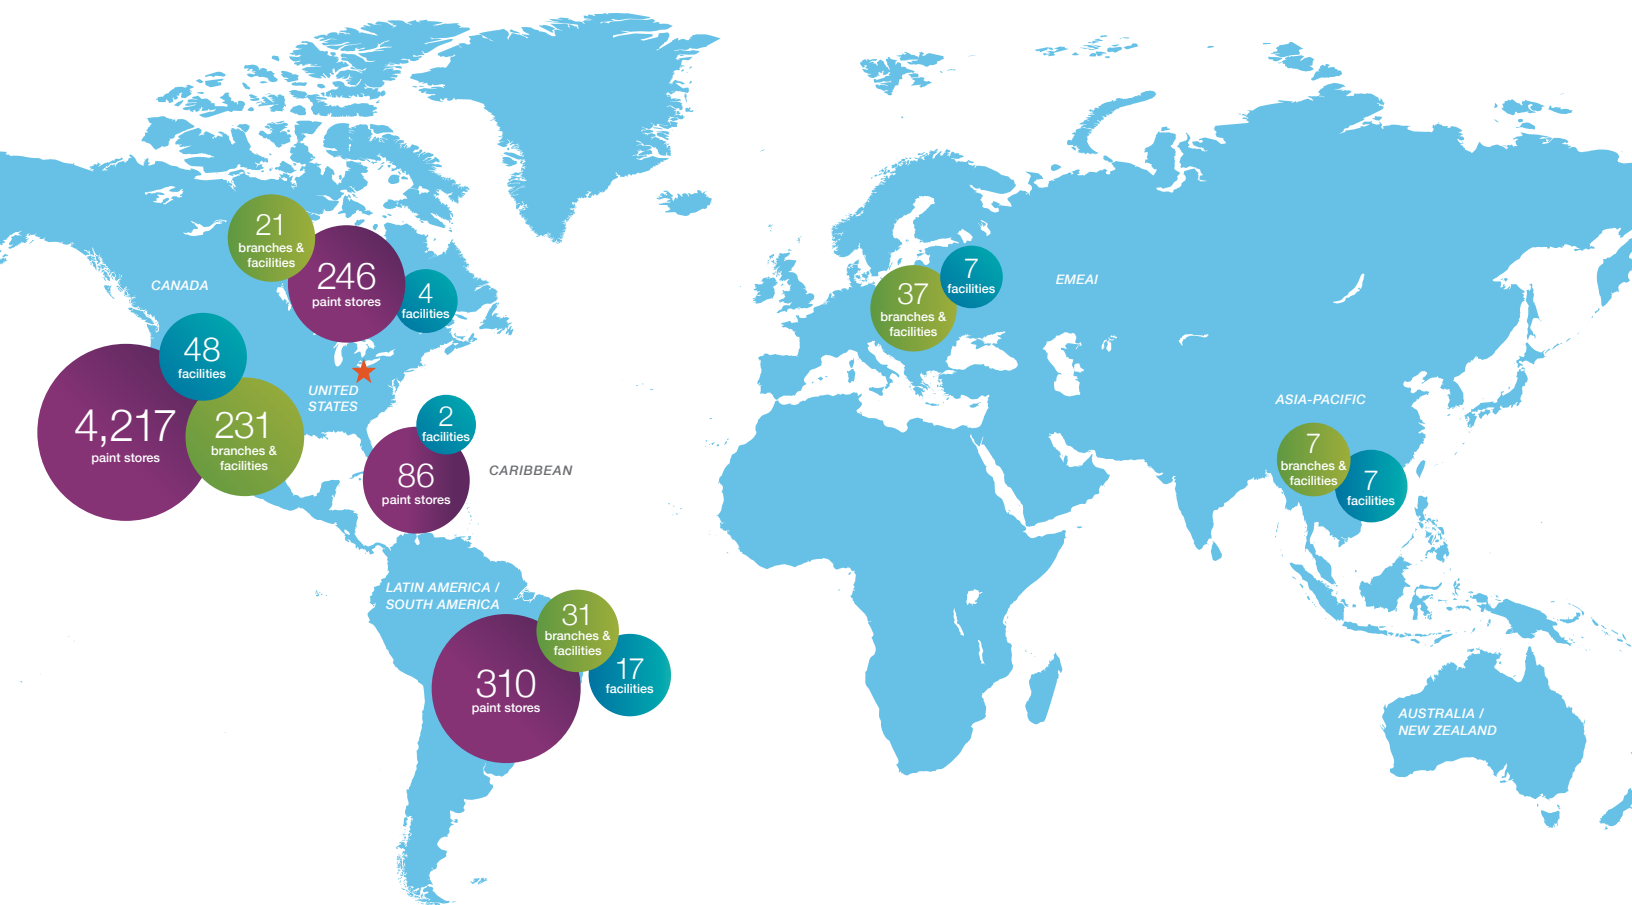 21
branches &
facilities
246
paint stores
4
facilities
CANADA
48
facilities
4,217
paint stores
231
branches &
facilities
UNITED
STATES
2
facilities
86
paint stores
CARIBBEAN
LATIN AMERICA /
SOUTH AMERICA
31
branches &
facilities
310
paint stores
17
facilities
7
facilities
37
branches &
facilities
EMEAI
ASIA-PACIFIC
7
branches &
facilities
7
facilities
AUSTRALIA /
NEW ZEALAND